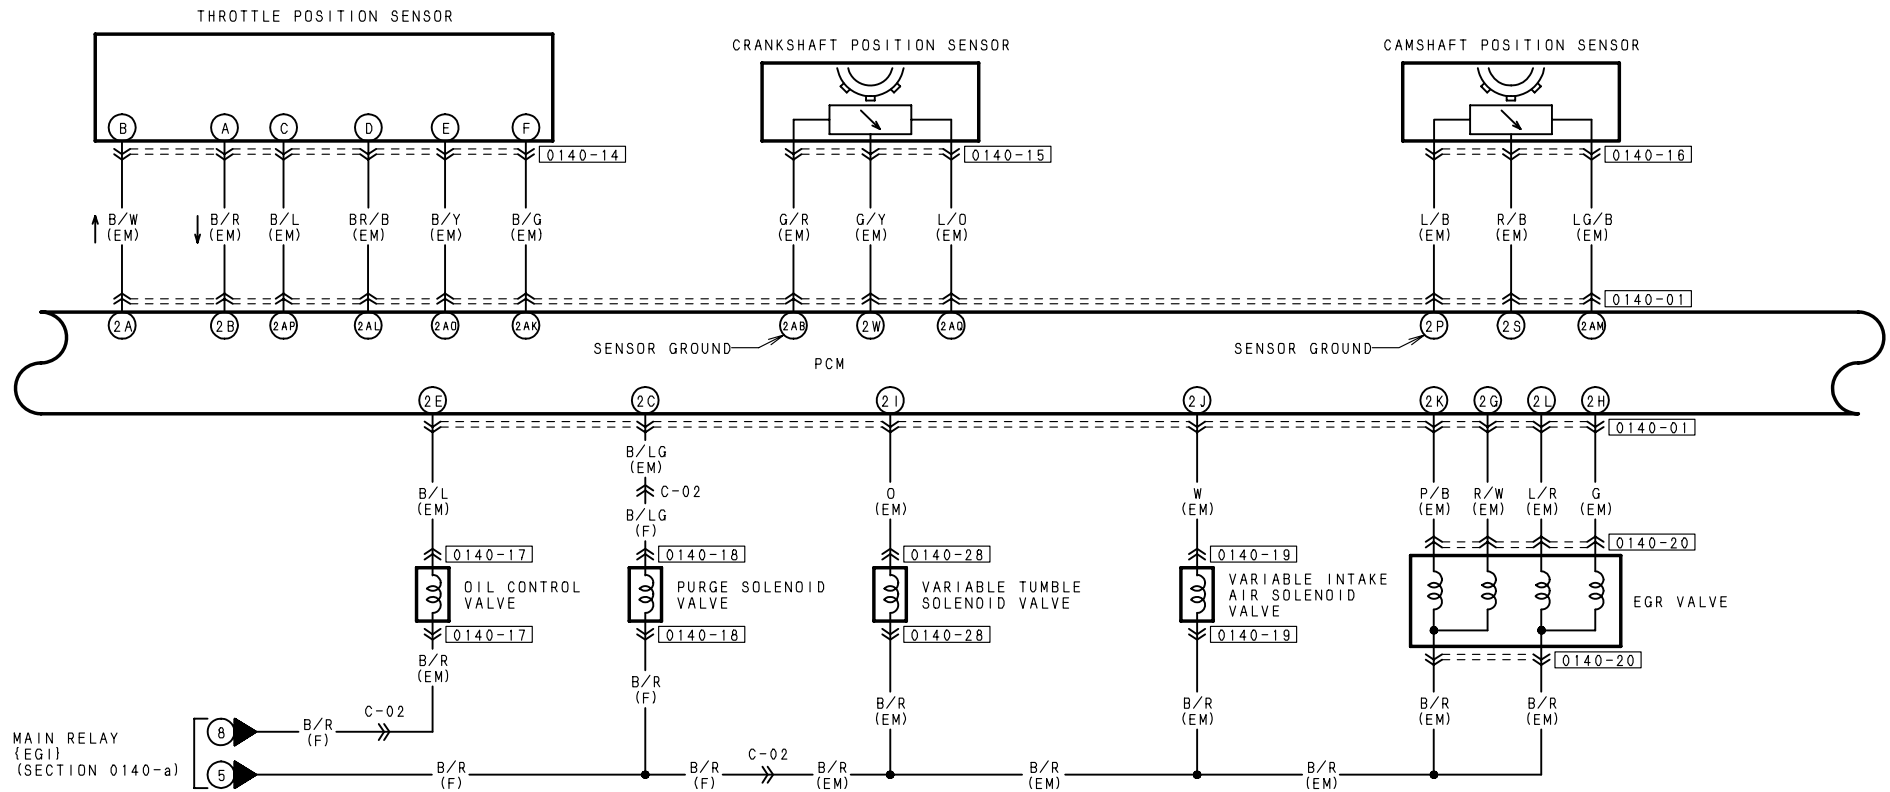 THROTTLE POSITION SENSOR
CRANKSHAFT POSITION SENSOR
CAMSHAFT POSITION SENSOR
B A C D E F
0140-14
0140-15
0140-16
B/W B/R B/L BR/B B/Y B/G G/R G/Y L/O L/B R/B LG/B
(EM) (EM) (EM) (EM) (EM) (EM) (EM) (EM) (EM) (EM) (EM) (EM)
0140-01
2A 2B 2AP 2AL 2AO 2AK 2AB 2W 2AQ 2P 2S 2AM
SENSOR GROUND
SENSOR GROUND
PCM
2E 2C 2I 2J 2K 2G 2L 2H
0140-01
B/LG
(EM)
C-02
B/L O W P/B R/W L/R G
(EM) (EM) (EM) (EM) (EM) (EM) (EM)
B/LG
(F)
0140-20
0140-17 0140-18 0140-28 0140-19
OIL CONTROL
VALVE
PURGE SOLENOID
VALVE
VARIABLE TUMBLE
SOLENOID VALVE
VARIABLE INTAKE
AIR SOLENOID
VALVE
EGR VALVE
0140-17 0140-18 0140-28 0140-19
0140-20
B/R
(EM)
B/R
(F)
B/R B/R B/R B/R
(EM) (EM) (EM) (EM)
MAIN RELAY
{EGI}
(SECTION 0140-a)
8
B/R
(F)
C-02
5
B/R
(F)
B/R
(F)
C-02
B/R
(EM)
B/R
(EM)
B/R
(EM)